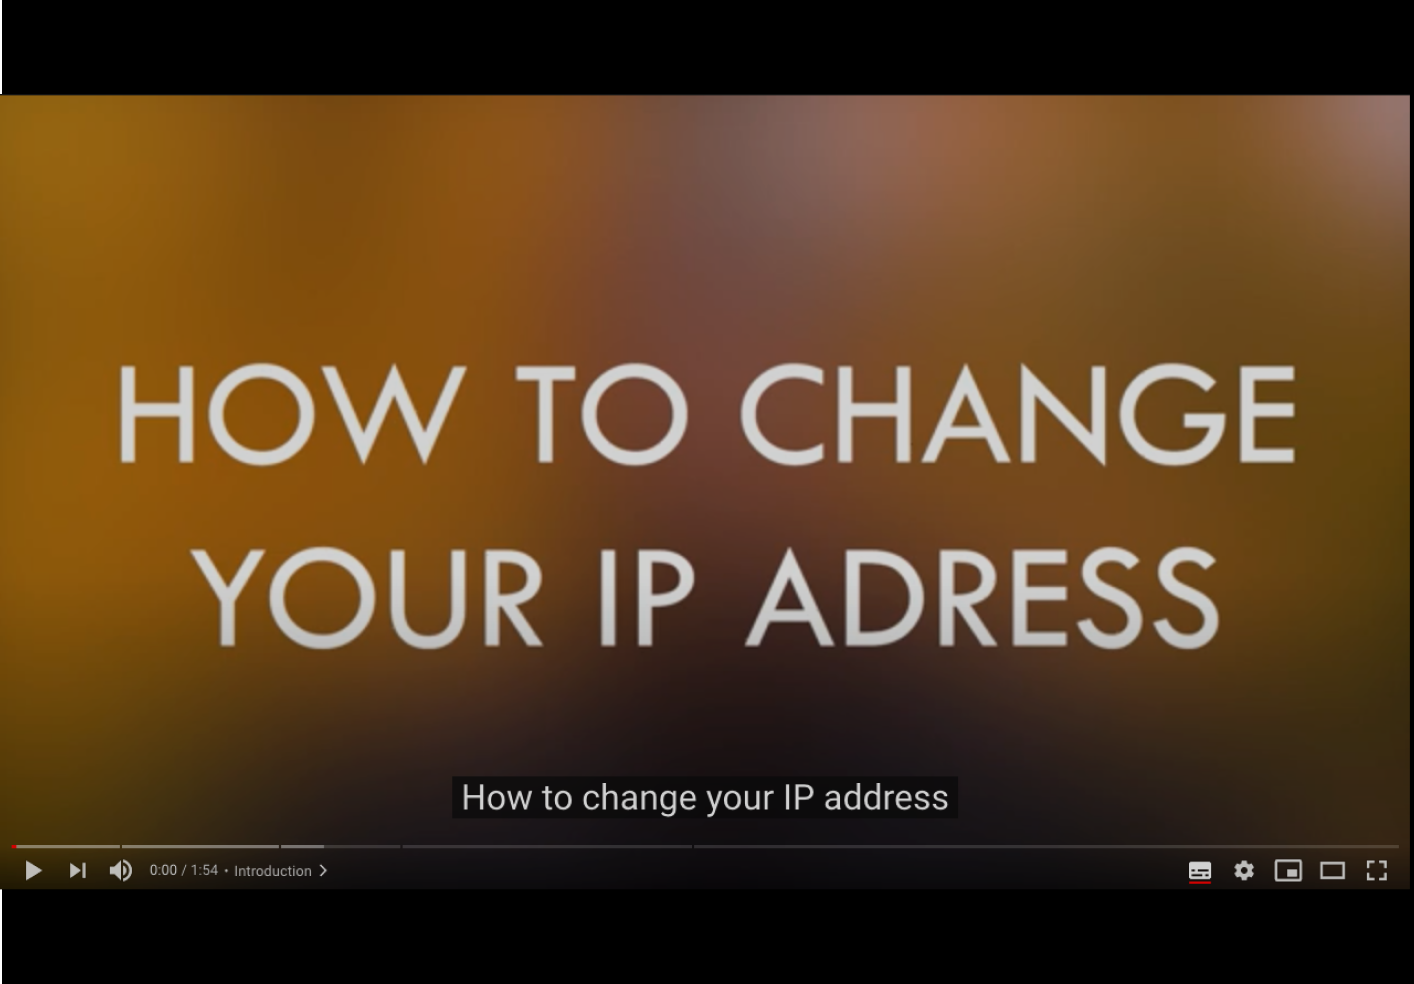 HOW TO CHANGE
YOUR IP ADRESS
How to change your IP address
0:00 / 1:54 • Introduction